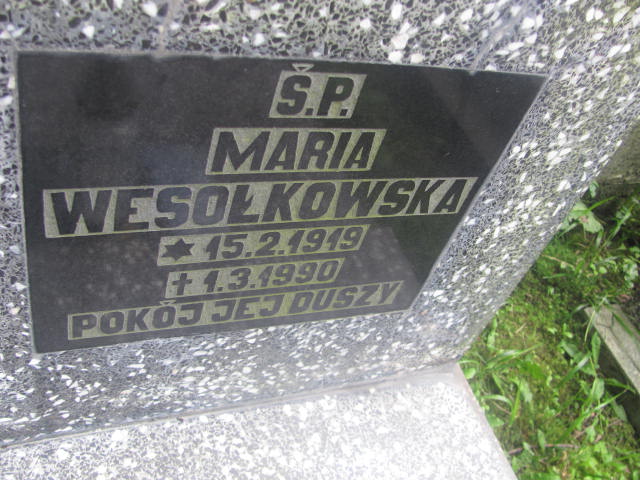 Ś.P.
MARIA
WESOŁKOWSKA
✶ 15.2.1919
✝ 1.3.1990
POKÓJ JEJ DUSZY